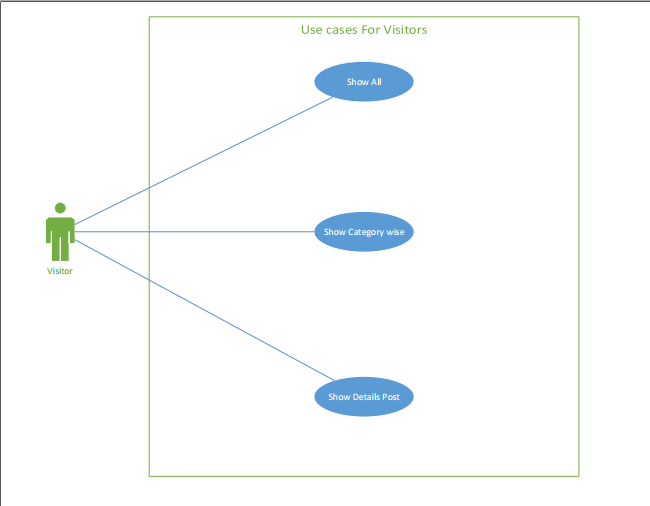 Use cases For Visitors
Show All
Show Category wise
Visitor
Show Details Post